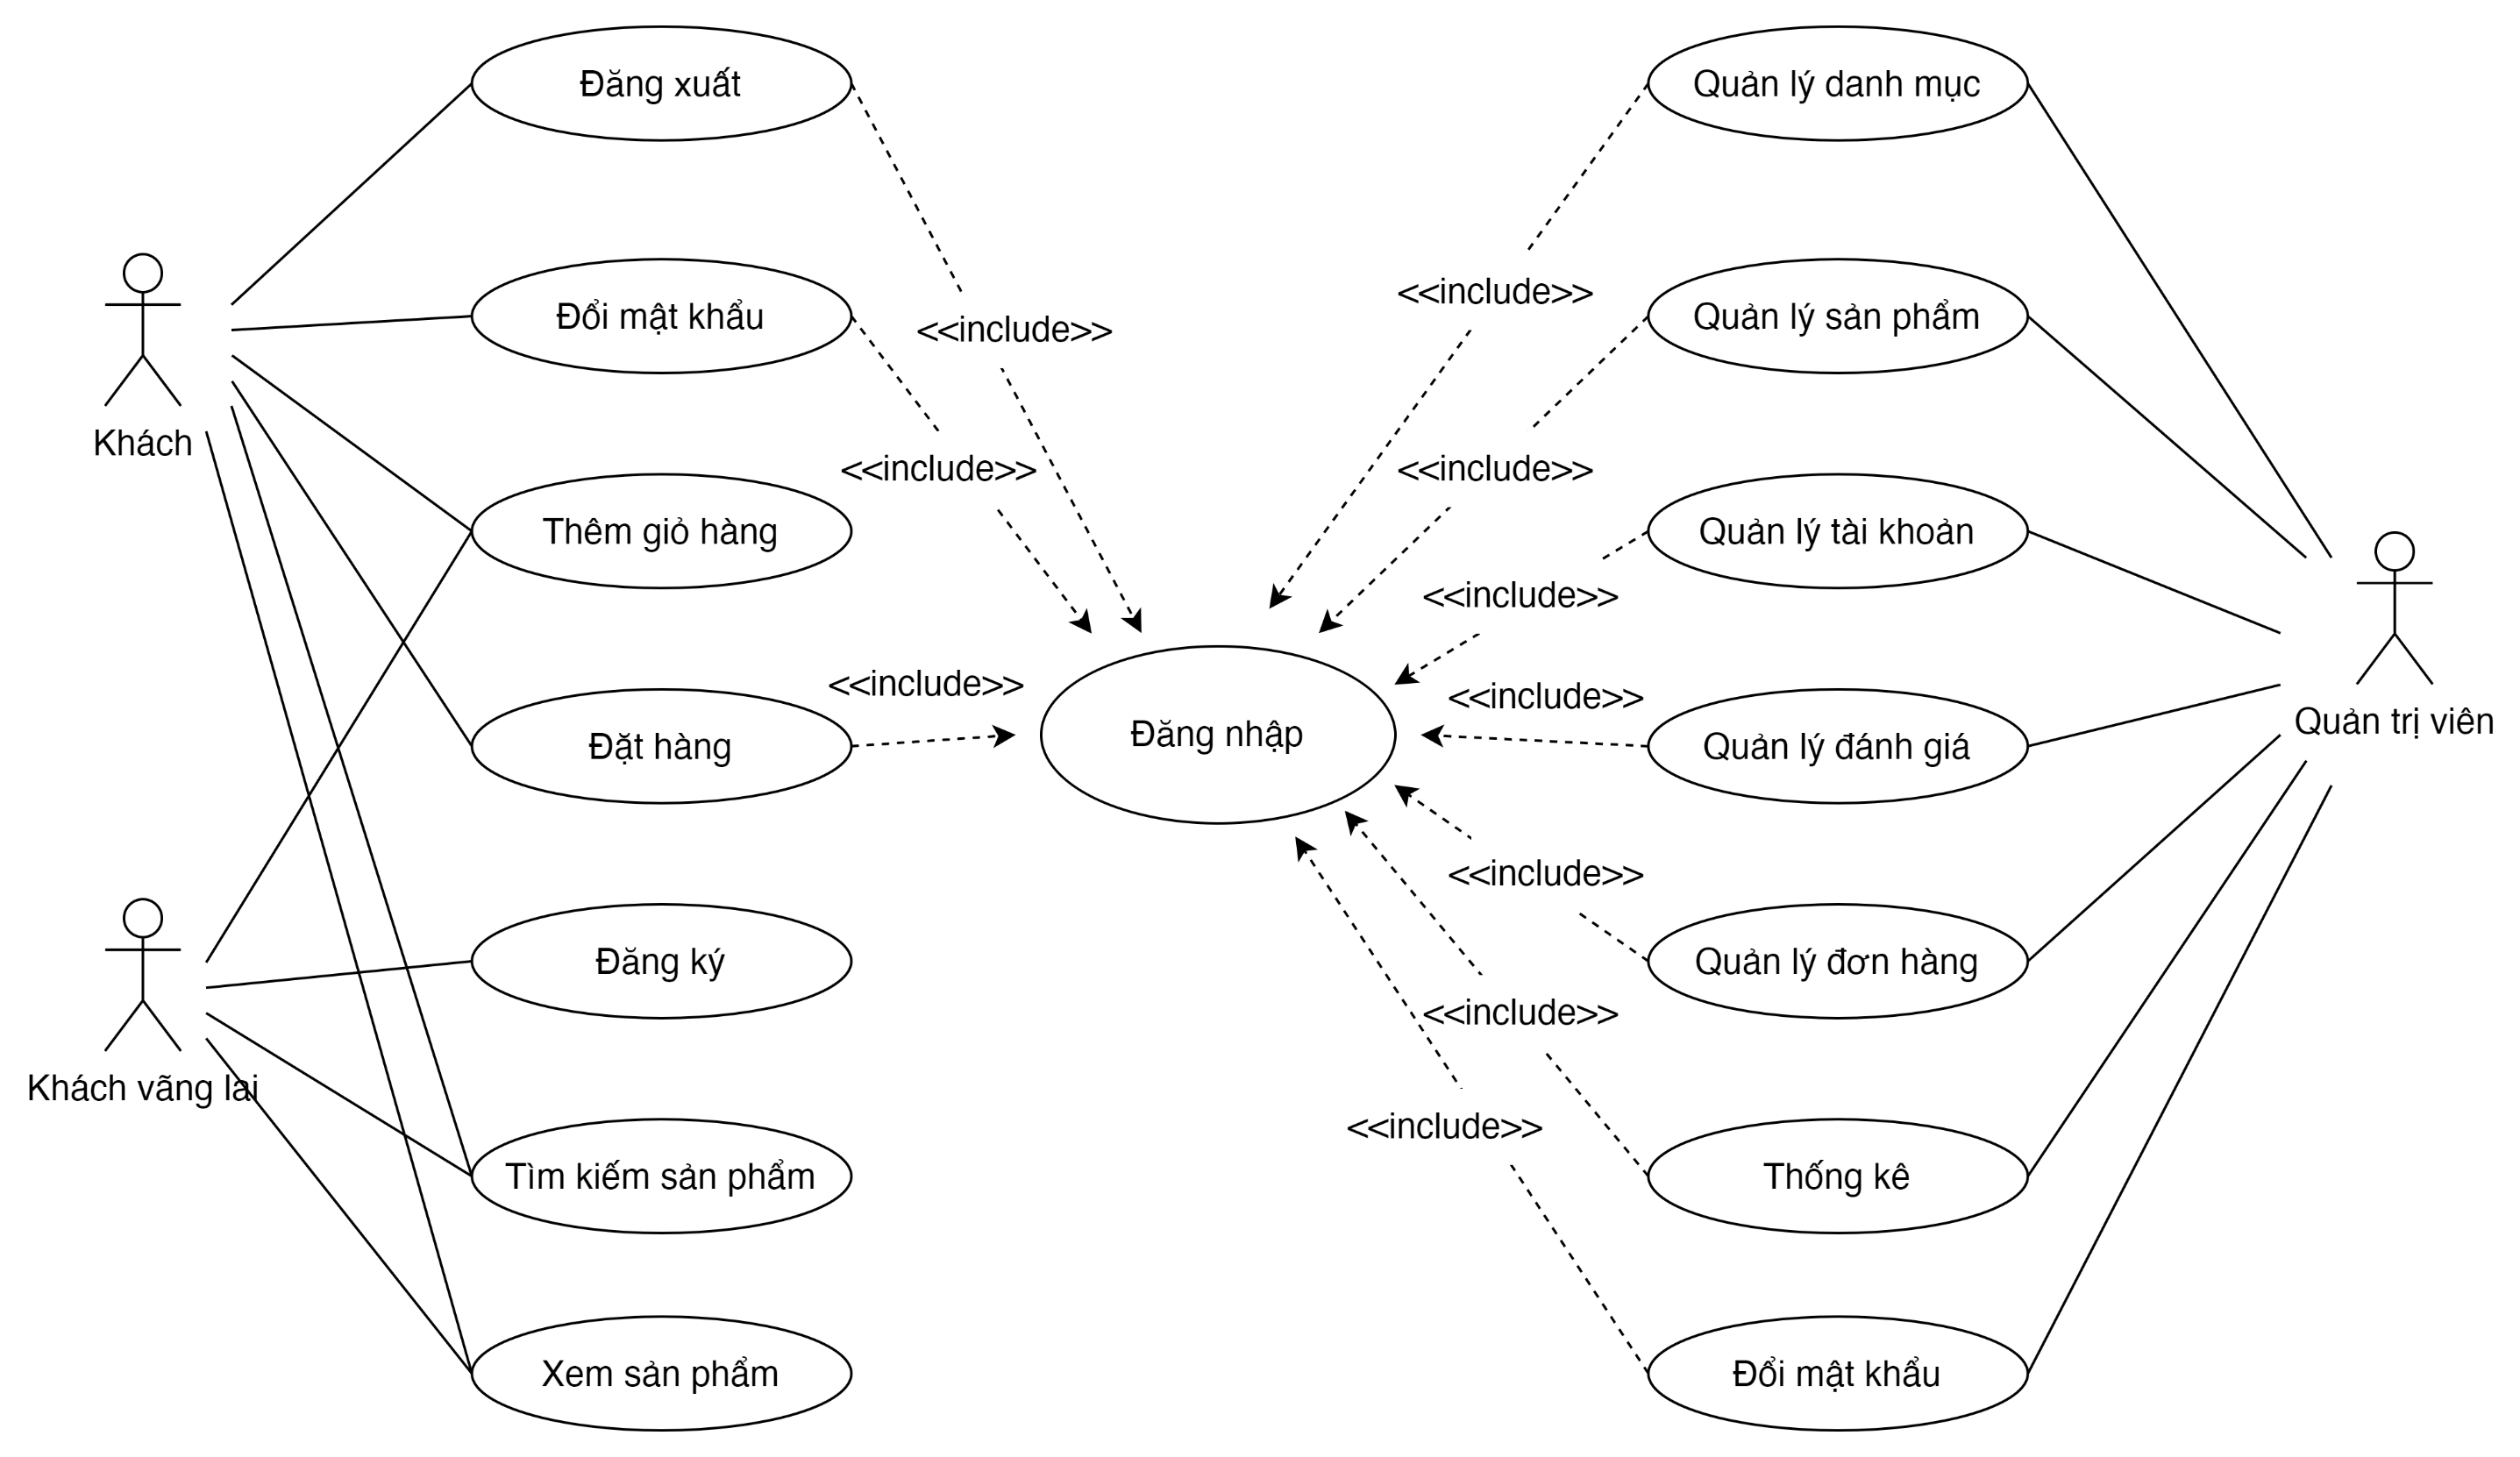 Đăng xuất
Quản lý danh mục
<<include>>
Đổi mật khẩu
<<include>>
Quản lý sản phẩm
Khách
<<include>>
<<include>>
Thêm giỏ hàng
Quản lý tài khoản
<<include>>
<<include>>
<<include>>
Đặt hàng
Đăng nhập
Quản lý đánh giá
Quản trị viên
<<include>>
Đăng ký
Quản lý đơn hàng
<<include>>
Khách vãng lai
<<include>>
Tìm kiếm sản phẩm
Thống kê
Xem sản phẩm
Đổi mật khẩu